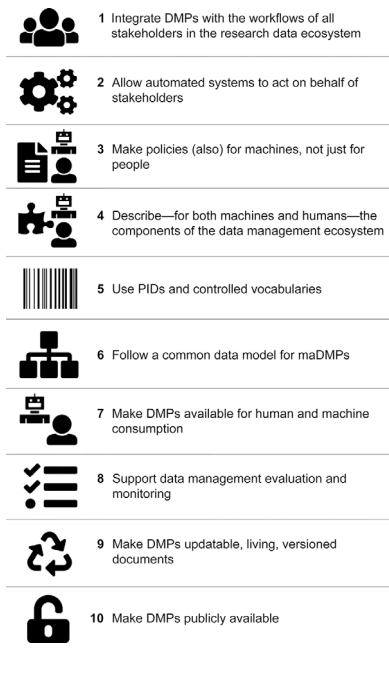 1 Integrate DMPs with the workflows of all
stakeholders in the research data ecosystem
2 Allow automated systems to act on behalf of
stakeholders
3 Make policies (also) for machines, not just for
people
4 Describe—for both machines and humans—the
components of the data management ecosystem
5 Use PIDs and controlled vocabularies
6 Follow a common data model for maDMPs
7 Make DMPs available for human and machine
consumption
8 Support data management evaluation and
monitoring
9 Make DMPs updatable, living, versioned
documents
10 Make DMPs publicly available